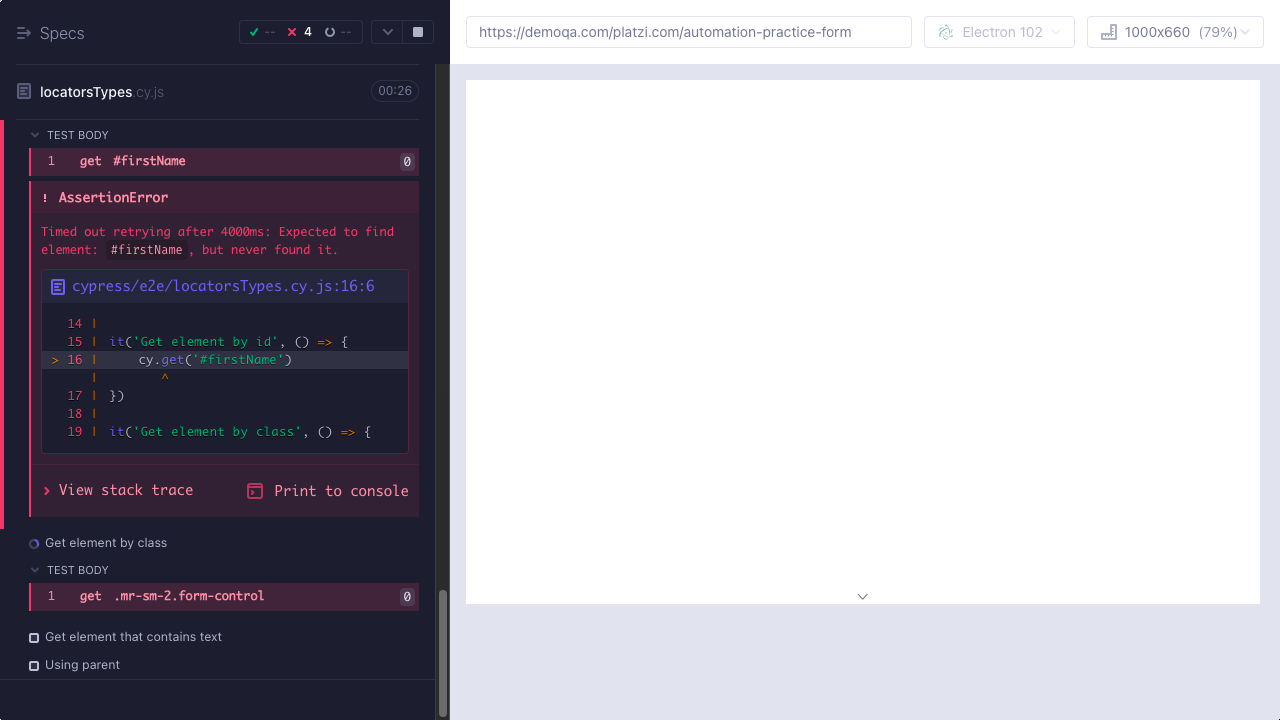 Specs
-- 4 --
https://demoqa.com/platzi.com/automation-practice-form
Electron 102
1000x660 (79%)
locatorsTypes.cy.js
00:26
TEST BODY
1 get #firstName 0
! AssertionError
Timed out retrying after 4000ms: Expected to find
element: #firstName, but never found it.
cypress/e2e/locatorsTypes.cy.js:16:6
14 |
15 | it('Get element by id', () => {
> 16 | cy.get('#firstName')
| ^
17 | })
18 |
19 | it('Get element by class', () => {
View stack trace
Print to console
Get element by class
TEST BODY
1 get .mr-sm-2.form-control 0
Get element that contains text
Using parent